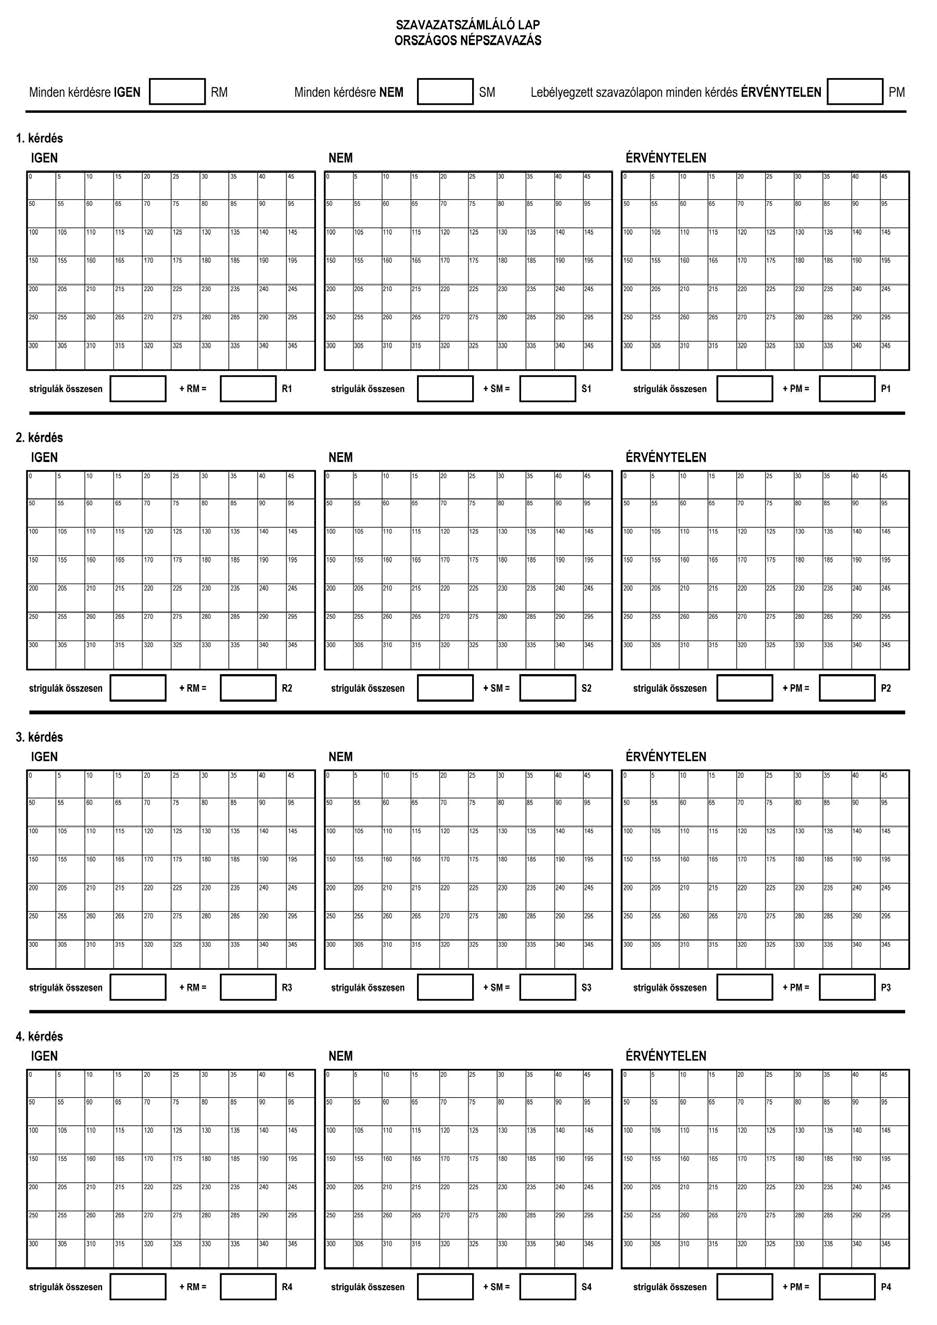 SZAVAZATSZÁMLÁLÓ LAP
ORSZÁGOS NÉPSZAVAZÁS
Minden kérdésre IGEN RM Minden kérdésre NEM SM Lebélyegzett szavazólapon minden kérdés ÉRVÉNYTELEN PM
1. kérdés
IGEN NEM ÉRVÉNYTELEN
0 5 10 15 20 25 30 35 40 45 0 5 10 15 20 25 30 35 40 45 0 5 10 15 20 25 30 35 40 45
50 55 60 65 70 75 80 85 90 95 50 55 60 65 70 75 80 85 90 95 50 55 60 65 70 75 80 85 90 95
100 105 110 115 120 125 130 135 140 145 100 105 110 115 120 125 130 135 140 145 100 105 110 115 120 125 130 135 140 145
150 155 160 165 170 175 180 185 190 195 150 155 160 165 170 175 180 185 190 195 150 155 160 165 170 175 180 185 190 195
200 205 210 215 220 225 230 235 240 245 200 205 210 215 220 225 230 235 240 245 200 205 210 215 220 225 230 235 240 245
250 255 260 265 270 275 280 285 290 295 250 255 260 265 270 275 280 285 290 295 250 255 260 265 270 275 280 285 290 295
300 305 310 315 320 325 330 335 340 345 300 305 310 315 320 325 330 335 340 345 300 305 310 315 320 325 330 335 340 345
strigulák összesen + RM = R1 strigulák összesen + SM = S1 strigulák összesen + PM = P1
2. kérdés
IGEN NEM ÉRVÉNYTELEN
0 5 10 15 20 25 30 35 40 45 0 5 10 15 20 25 30 35 40 45 0 5 10 15 20 25 30 35 40 45
50 55 60 65 70 75 80 85 90 95 50 55 60 65 70 75 80 85 90 95 50 55 60 65 70 75 80 85 90 95
100 105 110 115 120 125 130 135 140 145 100 105 110 115 120 125 130 135 140 145 100 105 110 115 120 125 130 135 140 145
150 155 160 165 170 175 180 185 190 195 150 155 160 165 170 175 180 185 190 195 150 155 160 165 170 175 180 185 190 195
200 205 210 215 220 225 230 235 240 245 200 205 210 215 220 225 230 235 240 245 200 205 210 215 220 225 230 235 240 245
250 255 260 265 270 275 280 285 290 295 250 255 260 265 270 275 280 285 290 295 250 255 260 265 270 275 280 285 290 295
300 305 310 315 320 325 330 335 340 345 300 305 310 315 320 325 330 335 340 345 300 305 310 315 320 325 330 335 340 345
strigulák összesen + RM = R2 strigulák összesen + SM = S2 strigulák összesen + PM = P2
3. kérdés
IGEN NEM ÉRVÉNYTELEN
0 5 10 15 20 25 30 35 40 45 0 5 10 15 20 25 30 35 40 45 0 5 10 15 20 25 30 35 40 45
50 55 60 65 70 75 80 85 90 95 50 55 60 65 70 75 80 85 90 95 50 55 60 65 70 75 80 85 90 95
100 105 110 115 120 125 130 135 140 145 100 105 110 115 120 125 130 135 140 145 100 105 110 115 120 125 130 135 140 145
150 155 160 165 170 175 180 185 190 195 150 155 160 165 170 175 180 185 190 195 150 155 160 165 170 175 180 185 190 195
200 205 210 215 220 225 230 235 240 245 200 205 210 215 220 225 230 235 240 245 200 205 210 215 220 225 230 235 240 245
250 255 260 265 270 275 280 285 290 295 250 255 260 265 270 275 280 285 290 295 250 255 260 265 270 275 280 285 290 295
300 305 310 315 320 325 330 335 340 345 300 305 310 315 320 325 330 335 340 345 300 305 310 315 320 325 330 335 340 345
strigulák összesen + RM = R3 strigulák összesen + SM = S3 strigulák összesen + PM = P3
4. kérdés
IGEN NEM ÉRVÉNYTELEN
0 5 10 15 20 25 30 35 40 45 0 5 10 15 20 25 30 35 40 45 0 5 10 15 20 25 30 35 40 45
50 55 60 65 70 75 80 85 90 95 50 55 60 65 70 75 80 85 90 95 50 55 60 65 70 75 80 85 90 95
100 105 110 115 120 125 130 135 140 145 100 105 110 115 120 125 130 135 140 145 100 105 110 115 120 125 130 135 140 145
150 155 160 165 170 175 180 185 190 195 150 155 160 165 170 175 180 185 190 195 150 155 160 165 170 175 180 185 190 195
200 205 210 215 220 225 230 235 240 245 200 205 210 215 220 225 230 235 240 245 200 205 210 215 220 225 230 235 240 245
250 255 260 265 270 275 280 285 290 295 250 255 260 265 270 275 280 285 290 295 250 255 260 265 270 275 280 285 290 295
300 305 310 315 320 325 330 335 340 345 300 305 310 315 320 325 330 335 340 345 300 305 310 315 320 325 330 335 340 345
strigulák összesen + RM = R4 strigulák összesen + SM = S4 strigulák összesen + PM = P4